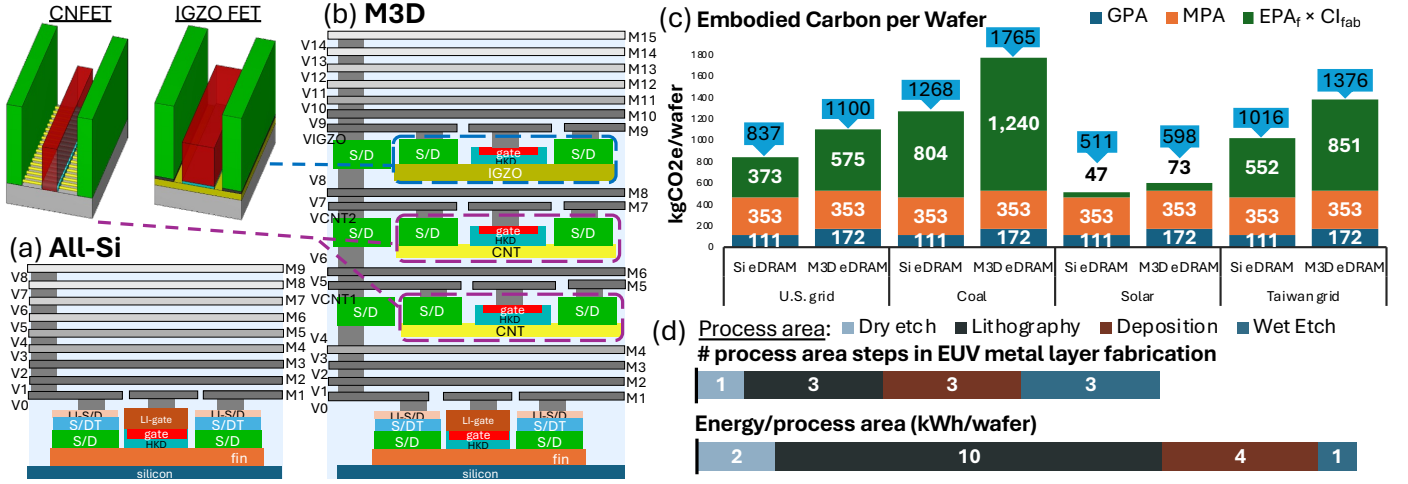 CNFET
IGZO FET
(a) All-Si
V8
V7
V6
V5
V4
V3
V2
V1
V0
M9
M8
M7
M6
M5
M4
M3
M2
M1
LI-S/D
S/DT
S/D
LI-gate
gate
HKD
LI-S/D
S/DT
S/D
fin
silicon
(b) M3D
V14
V13
V12
V11
V10
V9
VIGZO
V8
V7
VCNT2
V6
V5
VCNT1
V4
V3
V2
V1
V0
M15
M14
M13
M12
M11
M10
M9
M8
M7
M6
M5
M4
M3
M2
M1
S/D
S/D
gate
HKD
S/D
IGZO
S/D
S/D
gate
HKD
S/D
CNT
S/D
S/D
gate
HKD
S/D
CNT
LI-S/D
S/DT
S/D
LI-gate
gate
HKD
LI-S/D
S/DT
S/D
fin
silicon
(c) Embodied Carbon per Wafer
GPA MPA EPAf × CIfab
kgCO2e/wafer
1800
1600
1400
1200
1000
800
600
400
200
0
837 1100 1268 1765 511 598 1016 1376
373 575 804 1,240 47 73 552 851
353 353 353 353 353 353 353 353
111 172 111 172 111 172 111 172
Si eDRAM M3D eDRAM Si eDRAM M3D eDRAM Si eDRAM M3D eDRAM Si eDRAM M3D eDRAM
U.S. grid Coal Solar Taiwan grid
(d) Process area: Dry etch Lithography Deposition Wet Etch
# process area steps in EUV metal layer fabrication
1 3 3 3
Energy/process area (kWh/wafer)
2 10 4 1